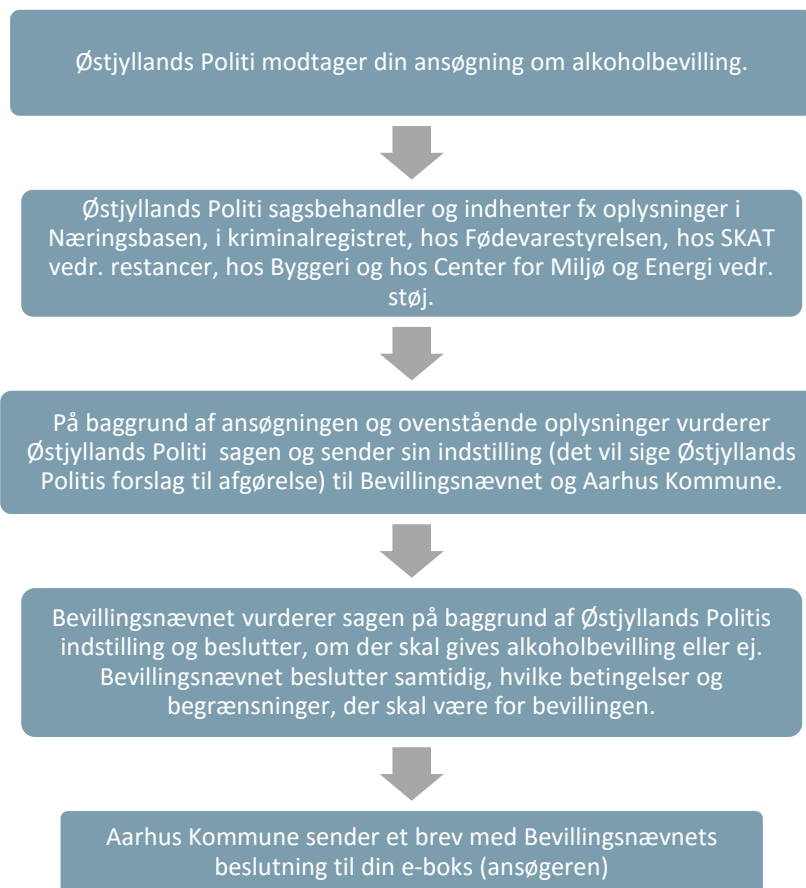 Østjyllands Politi modtager din ansøgning om alkoholbevilling.
Østjyllands Politi sagsbehandler og indhenter fx oplysninger i
Næringsbasen, i kriminalregistret, hos Fødevarestyrelsen, hos SKAT
vedr. restancer, hos Byggeri og hos Center for Miljø og Energi vedr.
støj.
På baggrund af ansøgningen og ovenstående oplysninger vurderer
Østjyllands Politi sagen og sender sin indstilling (det vil sige Østjyllands
Politis forslag til afgørelse) til Bevillingsnævnet og Aarhus Kommune.
Bevillingsnævnet vurderer sagen på baggrund af Østjyllands Politis
indstilling og beslutter, om der skal gives alkoholbevilling eller ej.
Bevillingsnævnet beslutter samtidig, hvilke betingelser og
begrænsninger, der skal være for bevillingen.
Aarhus Kommune sender et brev med Bevillingsnævnets
beslutning til din e-boks (ansøgeren)